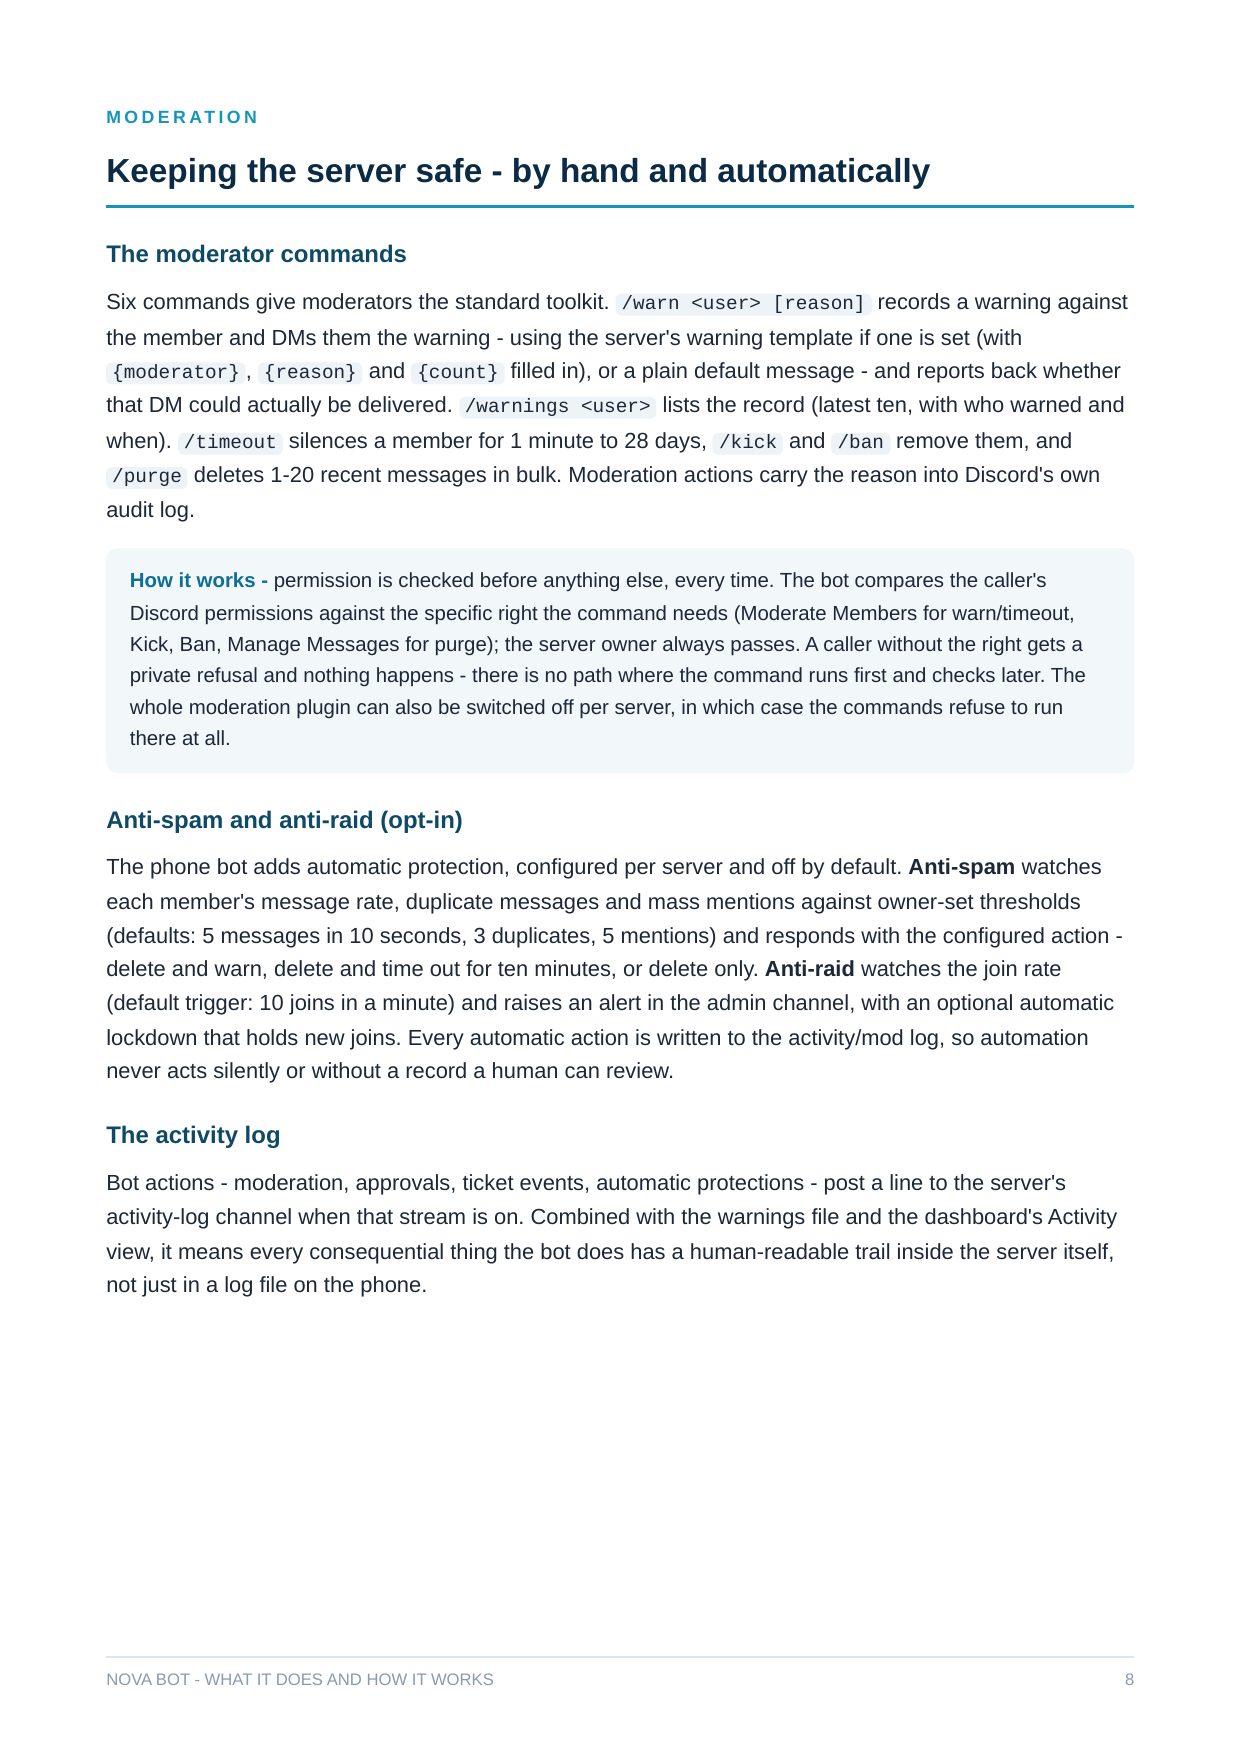 MODERATION
Keeping the server safe - by hand and automatically
The moderator commands
Six commands give moderators the standard toolkit. /warn <user> [reason] records a warning against
the member and DMs them the warning - using the server's warning template if one is set (with
{moderator}, {reason} and {count} filled in), or a plain default message - and reports back whether
that DM could actually be delivered. /warnings <user> lists the record (latest ten, with who warned and
when). /timeout silences a member for 1 minute to 28 days, /kick and /ban remove them, and
/purge deletes 1-20 recent messages in bulk. Moderation actions carry the reason into Discord's own
audit log.
How it works - permission is checked before anything else, every time. The bot compares the caller's
Discord permissions against the specific right the command needs (Moderate Members for warn/timeout,
Kick, Ban, Manage Messages for purge); the server owner always passes. A caller without the right gets a
private refusal and nothing happens - there is no path where the command runs first and checks later. The
whole moderation plugin can also be switched off per server, in which case the commands refuse to run
there at all.
Anti-spam and anti-raid (opt-in)
The phone bot adds automatic protection, configured per server and off by default. Anti-spam watches
each member's message rate, duplicate messages and mass mentions against owner-set thresholds
(defaults: 5 messages in 10 seconds, 3 duplicates, 5 mentions) and responds with the configured action -
delete and warn, delete and time out for ten minutes, or delete only. Anti-raid watches the join rate
(default trigger: 10 joins in a minute) and raises an alert in the admin channel, with an optional automatic
lockdown that holds new joins. Every automatic action is written to the activity/mod log, so automation
never acts silently or without a record a human can review.
The activity log
Bot actions - moderation, approvals, ticket events, automatic protections - post a line to the server's
activity-log channel when that stream is on. Combined with the warnings file and the dashboard's Activity
view, it means every consequential thing the bot does has a human-readable trail inside the server itself,
not just in a log file on the phone.
NOVA BOT - WHAT IT DOES AND HOW IT WORKS
8